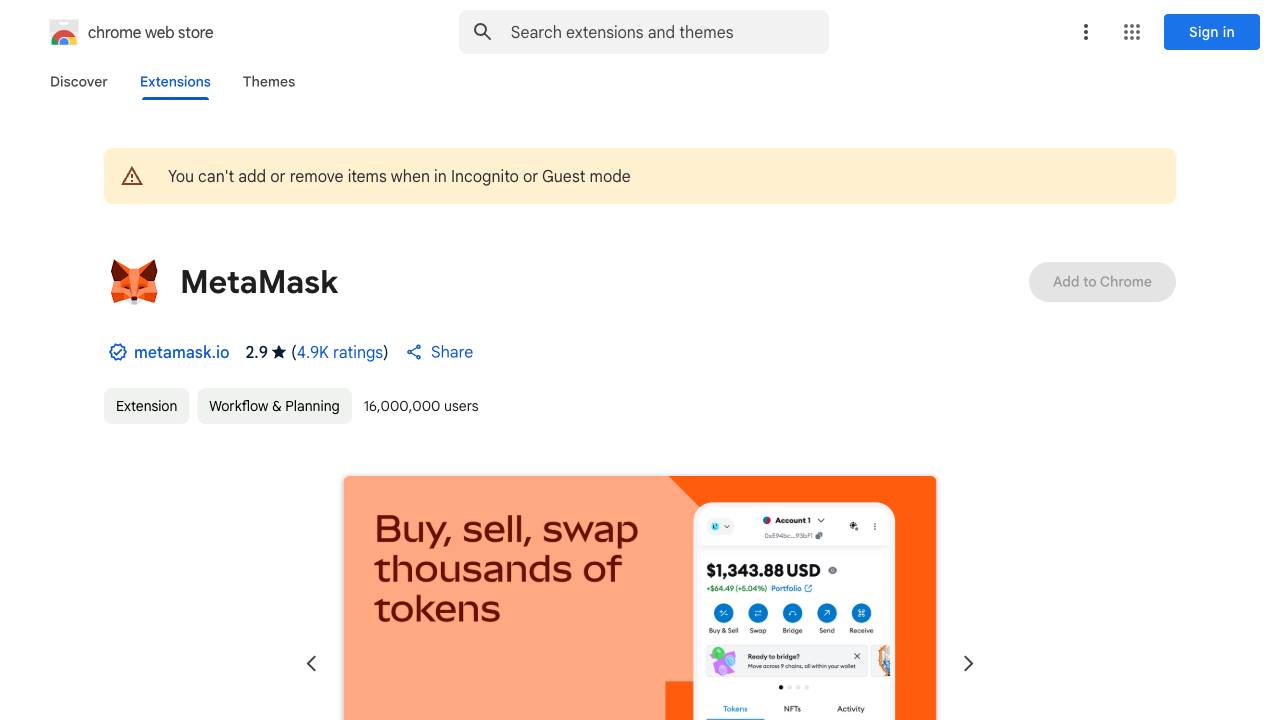 chrome web store
Search extensions and themes
Sign in
Discover
Extensions
Themes
You can't add or remove items when in Incognito or Guest mode
MetaMask
Add to Chrome
metamask.io
2.9 ★ (4.9K ratings)
Share
Extension
Workflow & Planning
16,000,000 users
Buy, sell, swap
thousands of
tokens
Account 1
0xE94bc...93bF1
$1,343.88 USD
+$64.49 (+5.04%) Portfolio
Buy & Sell
Swap
Bridge
Send
Receive
Ready to bridge?
Move across 9 chains, all within your wallet
Tokens
NFTs
Activity